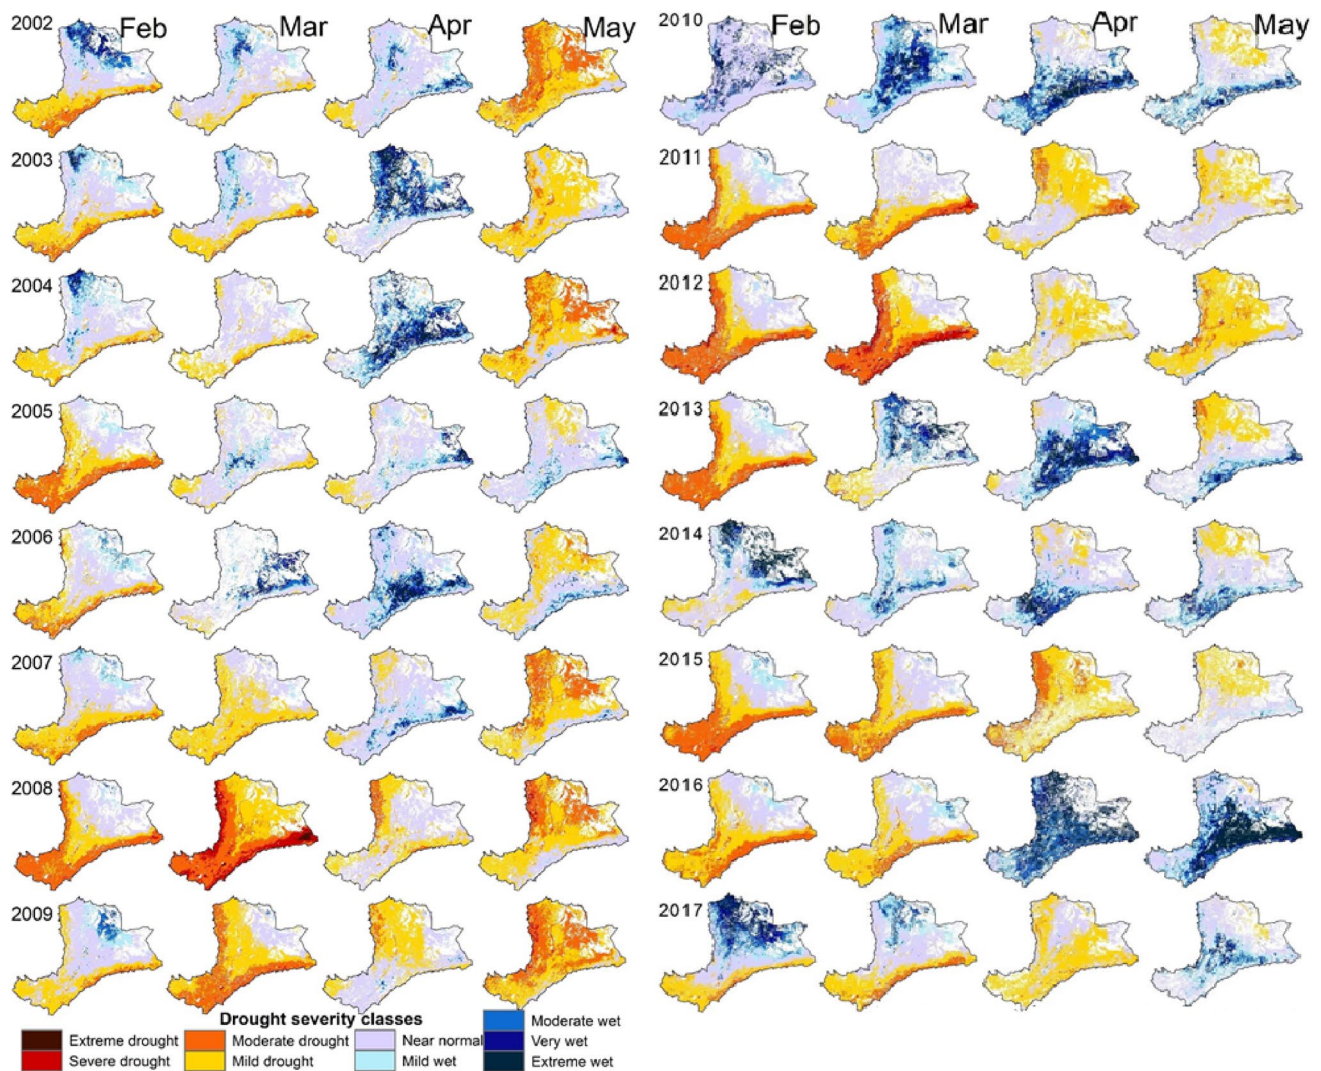 2002 Feb Mar Apr May
2003
2004
2005
2006
2007
2008
2009
2010 Feb Mar Apr May
2011
2012
2013
2014
2015
2016
2017
Drought severity classes
Extreme drought
Severe drought
Moderate drought
Mild drought
Near normal
Mild wet
Moderate wet
Very wet
Extreme wet